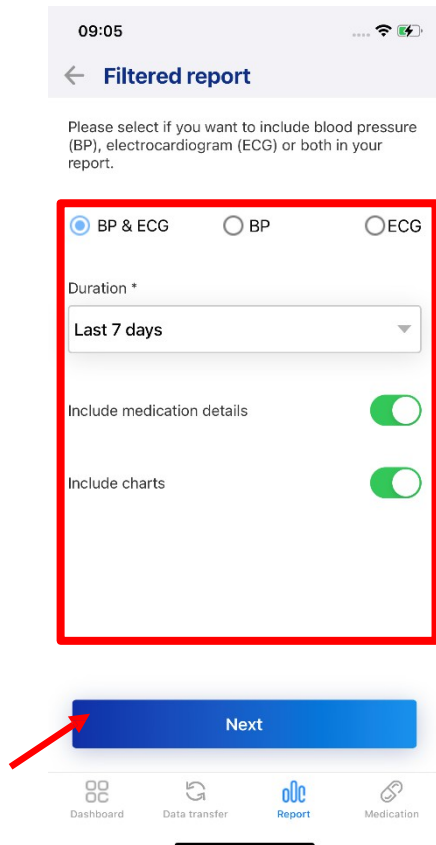 09:05
Filtered report
Please select if you want to include blood pressure
(BP), electrocardiogram (ECG) or both in your
report.
BP & ECG BP ECG
Duration *
Last 7 days
Include medication details
Include charts
Next
Dashboard Data transfer Report Medication